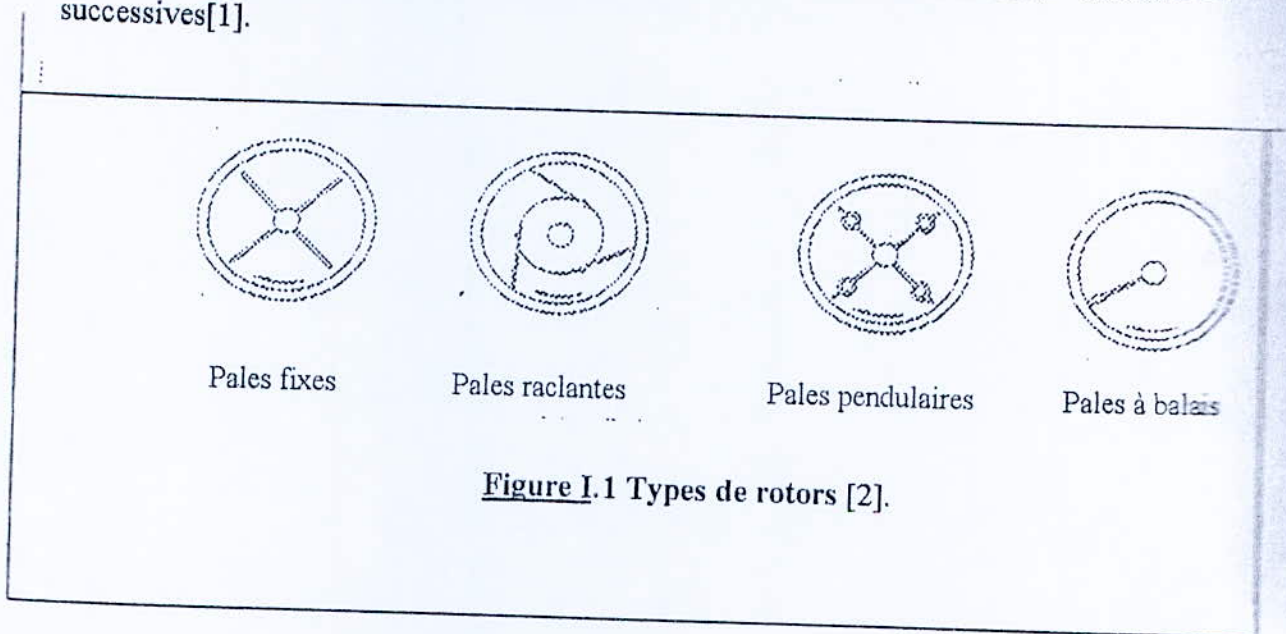 successives[1].
Pales fixes
Pales raclantes
Pales pendulaires
Pales à balais
Figure I.1 Types de rotors [2].